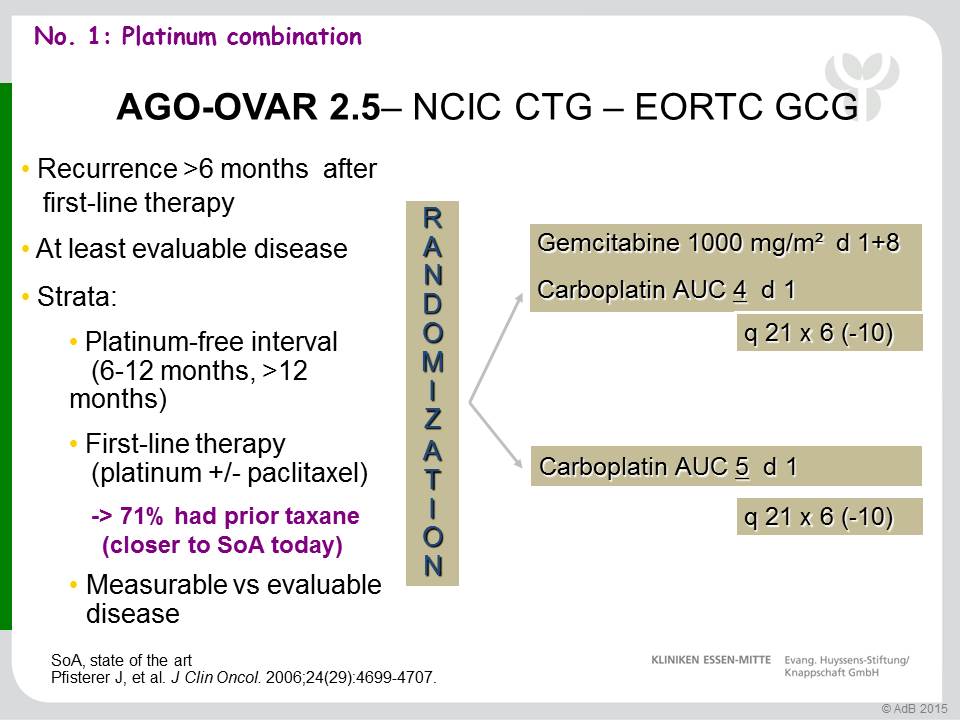 No. 1: Platinum combination
AGO-OVAR 2.5– NCIC CTG – EORTC GCG
• Recurrence >6 months after
first-line therapy
• At least evaluable disease
• Strata:
• Platinum-free interval
(6-12 months, >12
months)
• First-line therapy
(platinum +/- paclitaxel)
-> 71% had prior taxane
(closer to SoA today)
• Measurable vs evaluable
disease
R
A
N
D
O
M
I
Z
A
T
I
O
N
Gemcitabine 1000 mg/m² d 1+8
Carboplatin AUC 4 d 1
q 21 x 6 (-10)
Carboplatin AUC 5 d 1
q 21 x 6 (-10)
SoA, state of the art
Pfisterer J, et al. J Clin Oncol. 2006;24(29):4699-4707.
KLINIKEN ESSEN-MITTE
Evang. Huyssens-Stiftung/
Knappschaft GmbH
© AdB 2015